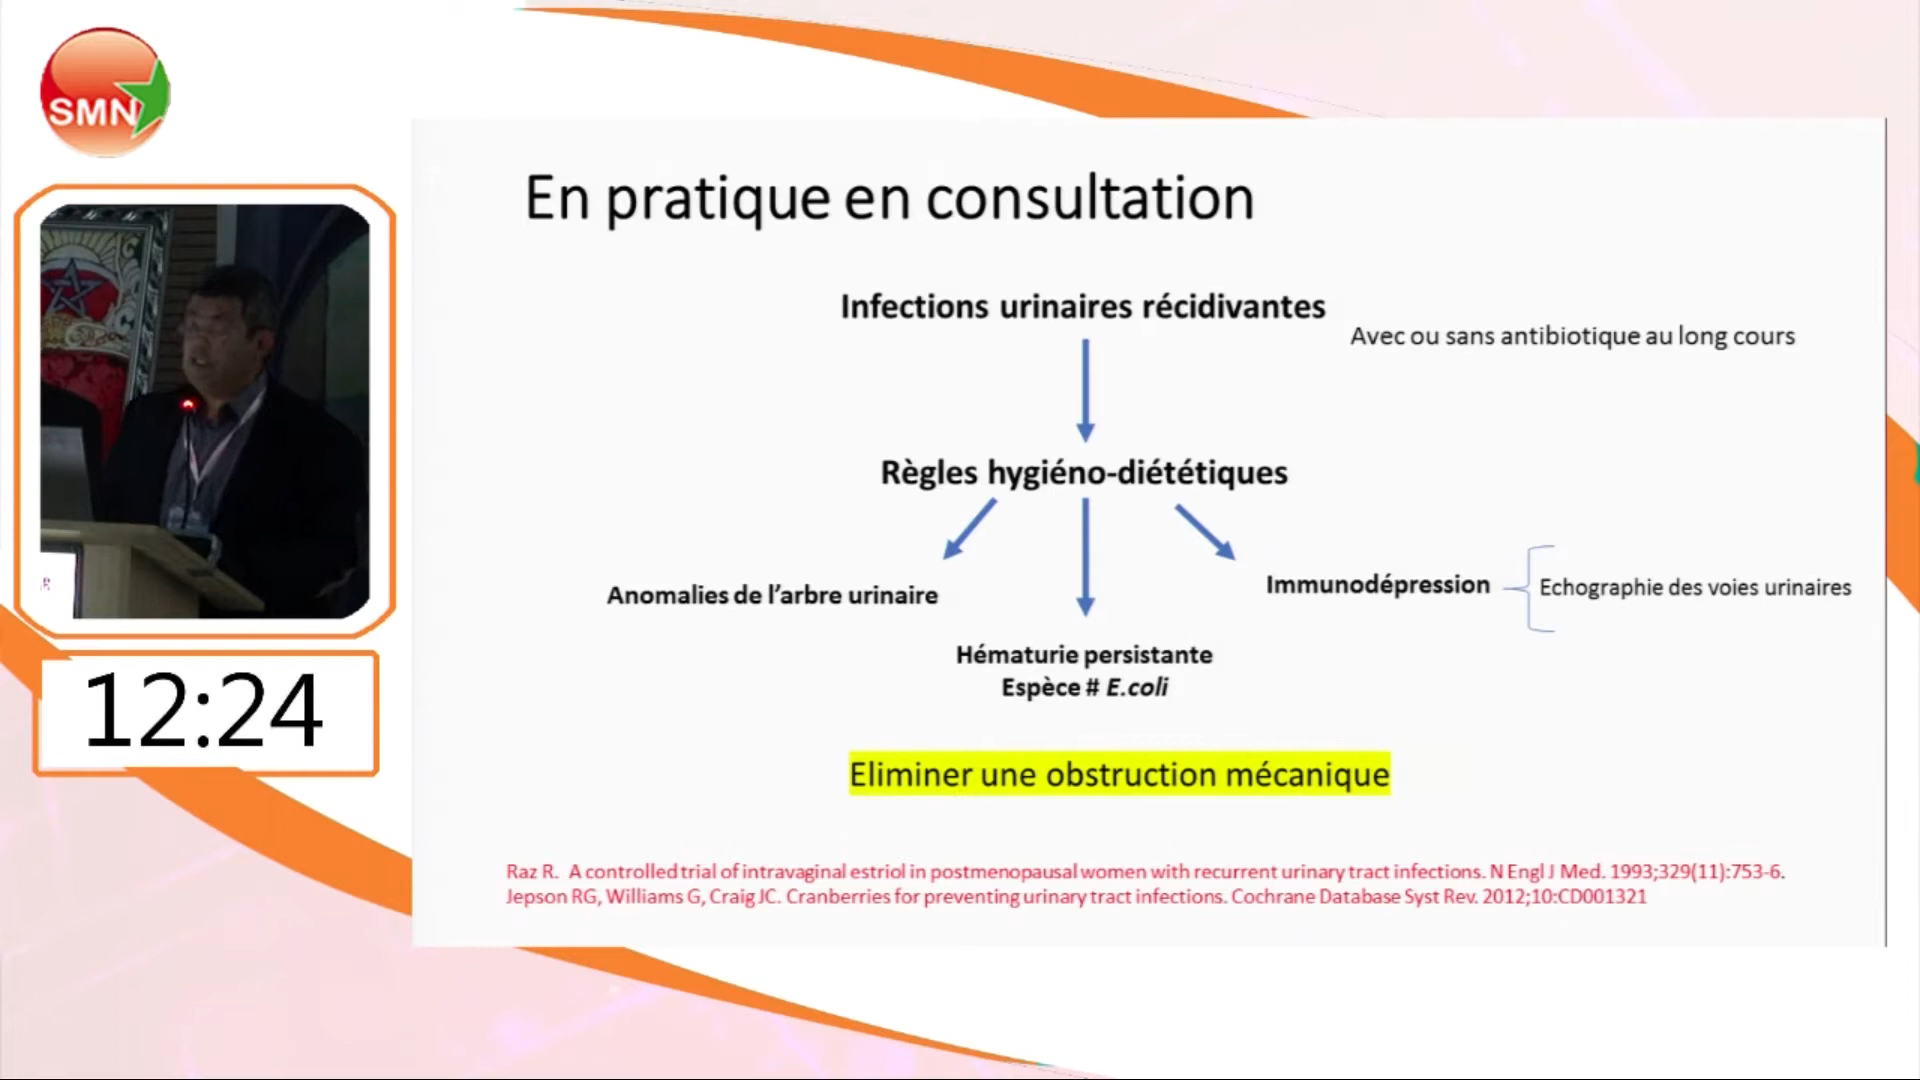 SMN
En pratique en consultation
Infections urinaires récidivantes
Avec ou sans antibiotique au long cours
Règles hygiéno-diététiques
Anomalies de l’arbre urinaire
Immunodépression
Echographie des voies urinaires
Hématurie persistante
Espèce # E.coli
12:24
Eliminer une obstruction mécanique
Raz R. A controlled trial of intravaginal estriol in postmenopausal women with recurrent urinary tract infections. N Engl J Med. 1993;329(11):753-6.
Jepson RG, Williams G, Craig JC. Cranberries for preventing urinary tract infections. Cochrane Database Syst Rev. 2012;10:CD001321